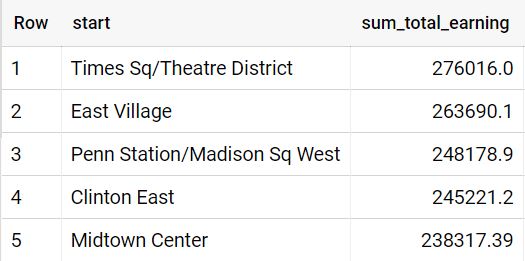 Row start sum_total_earning
1 Times Sq/Theatre District 276016.0
2 East Village 263690.1
3 Penn Station/Madison Sq West 248178.9
4 Clinton East 245221.2
5 Midtown Center 238317.39